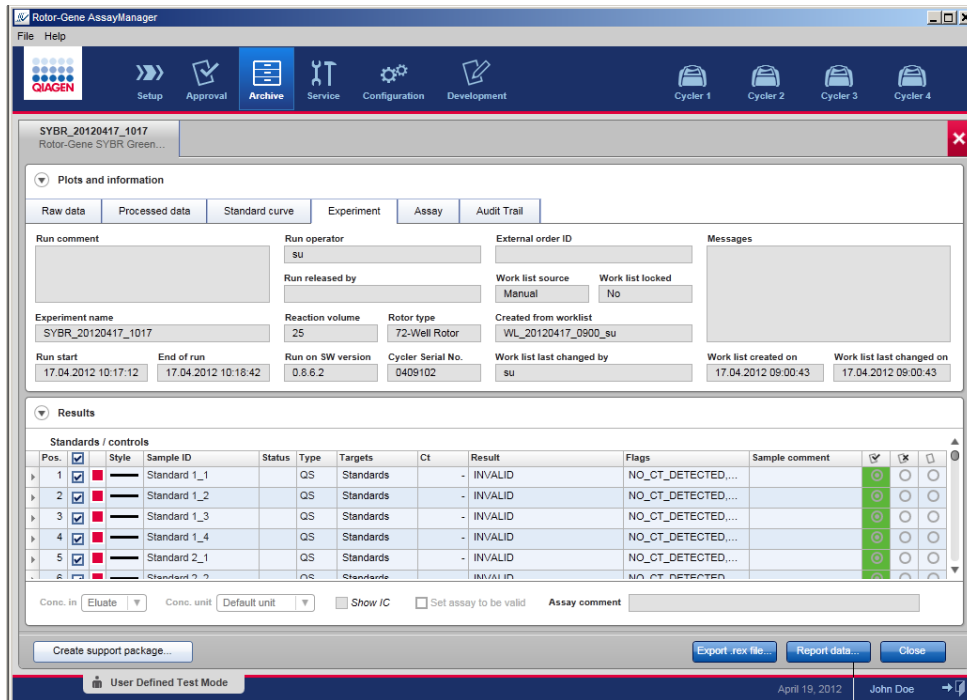 Rotor-Gene AssayManager
File Help
QIAGEN
Setup Approval Archive Service Configuration Development Cycler 1 Cycler 2 Cycler 3 Cycler 4
SYBR_20120417_1017
Rotor-Gene SYBR Green...
Plots and information
Raw data Processed data Standard curve Experiment Assay Audit Trail
Run comment Run operator External order ID Messages
su
Run released by Work list source Work list locked
Manual No
Experiment name Reaction volume Rotor type Created from worklist
SYBR_20120417_1017 25 72-Well Rotor WL_20120417_0900_su
Run start End of run Run on SW version Cycler Serial No. Work list last changed by Work list created on Work list last changed on
17.04.2012 10:17:12 17.04.2012 10:18:42 0.8.6.2 0409102 su 17.04.2012 09:00:43 17.04.2012 09:00:43
Results
Standards / controls
Pos. Style Sample ID Status Type Targets Ct Result Flags Sample comment
1 Standard 1_1 QS Standards - INVALID NO_CT_DETECTED,...
2 Standard 1_2 QS Standards - INVALID NO_CT_DETECTED,...
3 Standard 1_3 QS Standards - INVALID NO_CT_DETECTED,...
4 Standard 1_4 QS Standards - INVALID NO_CT_DETECTED,...
5 Standard 2_1 QS Standards - INVALID NO_CT_DETECTED,...
6 Standard 2_2 QS Standards - INVALID NO_CT_DETECTED,...
Conc. in Eluate Conc. unit Default unit Show IC Set assay to be valid Assay comment
Create support package... Export .rex file... Report data... Close
User Defined Test Mode April 19, 2012 John Doe